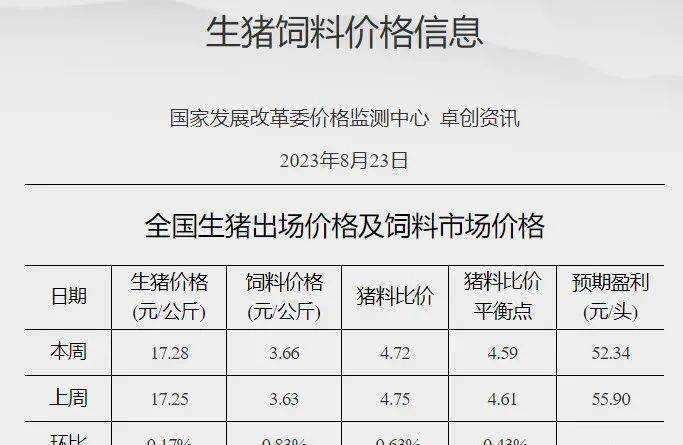 生猪饲料价格信息
国家发展改革委价格监测中心 卓创资讯
2023年8月23日
全国生猪出场价格及饲料市场价格
日期 生猪价格(元/公斤) 饲料价格(元/公斤) 猪料比价 猪料比价平衡点 预期盈利(元/头)
本周 17.28 3.66 4.72 4.59 52.34
上周 17.25 3.63 4.75 4.61 55.90
环比 0.17% 0.83% 0.63% 0.43%